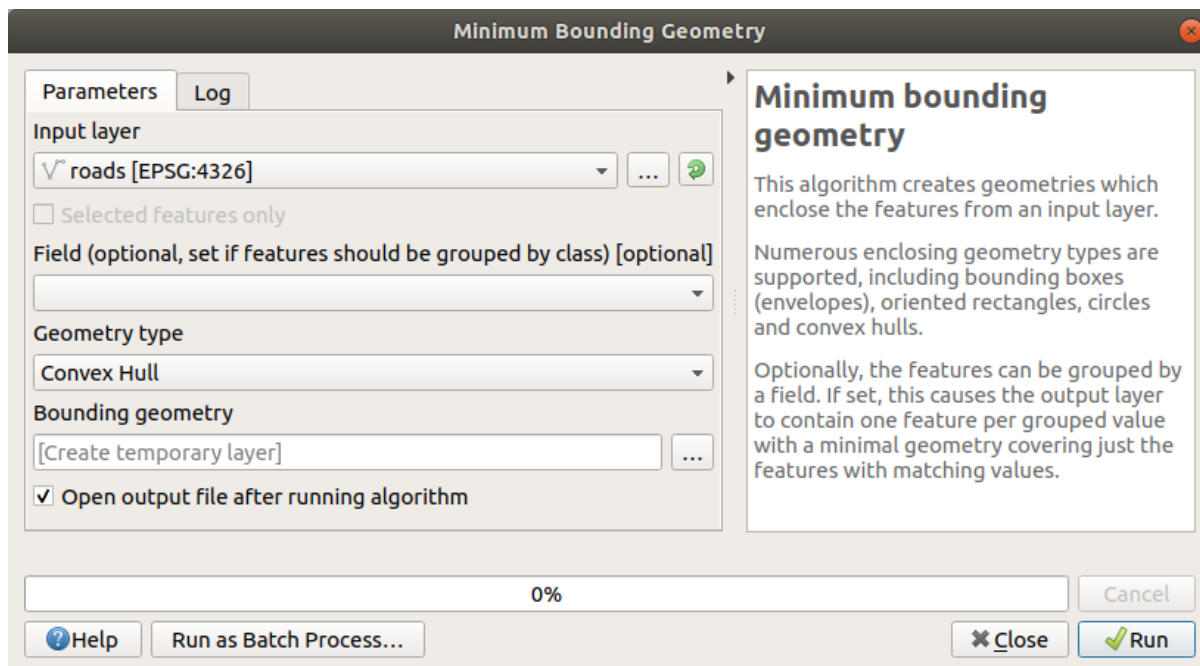 Minimum Bounding Geometry
Parameters
Log
Input layer
roads [EPSG:4326]
...
Selected features only
Field (optional, set if features should be grouped by class) [optional]
Geometry type
Convex Hull
Bounding geometry
[Create temporary layer]
...
Open output file after running algorithm
Minimum bounding
geometry
This algorithm creates geometries which
enclose the features from an input layer.
Numerous enclosing geometry types are
supported, including bounding boxes
(envelopes), oriented rectangles, circles
and convex hulls.
Optionally, the features can be grouped by
a field. If set, this causes the output layer
to contain one feature per grouped value
with a minimal geometry covering just the
features with matching values.
0%
Cancel
Help
Run as Batch Process...
Close
Run